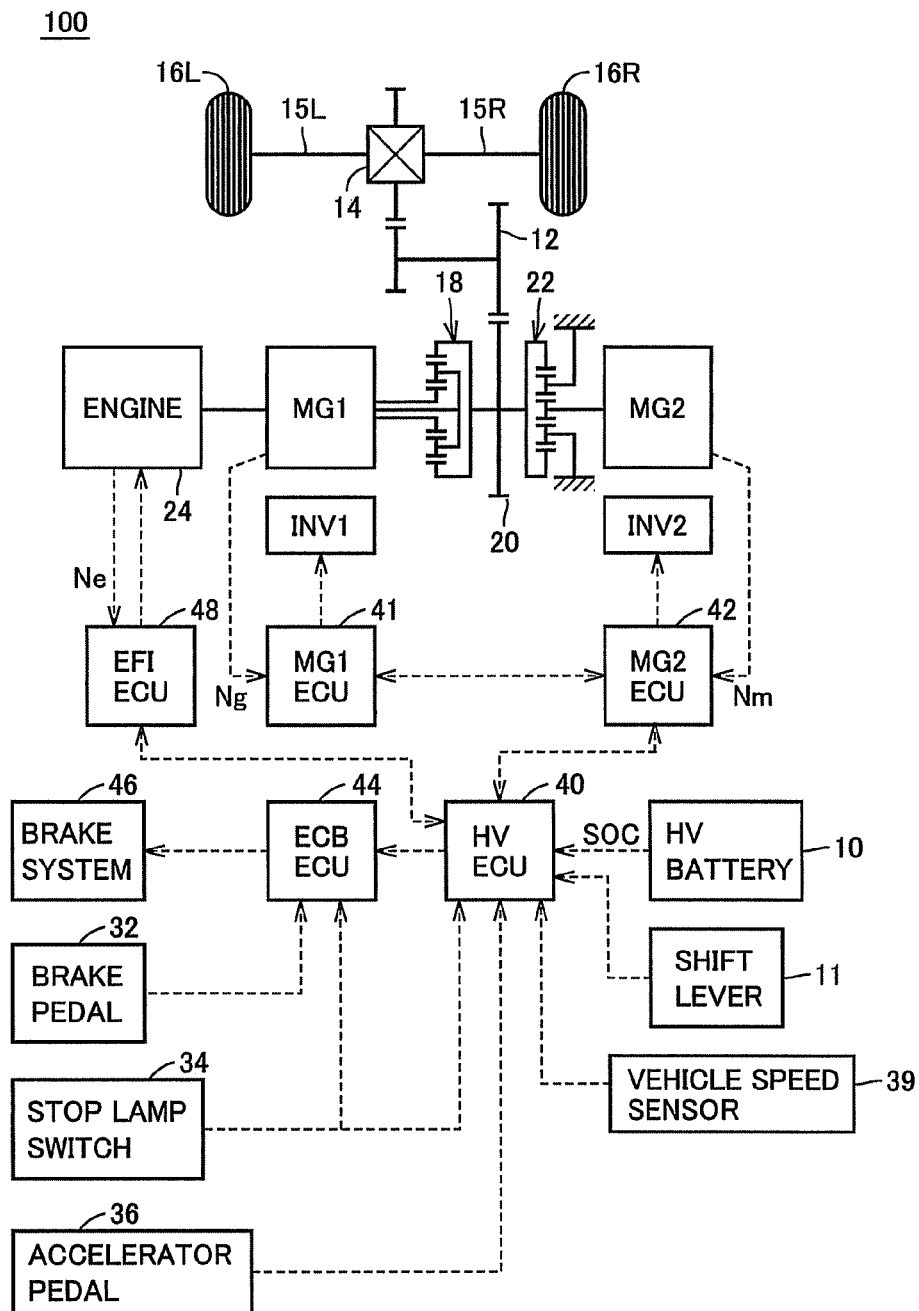 100
16L
16R
15L
15R
14
12
18
22
ENGINE
MG1
MG2
24
INV1
20
INV2
Ne
48
41
42
EFI
ECU
Ng
MG1
ECU
MG2
ECU
Nm
46
44
40
BRAKE
SYSTEM
ECB
ECU
HV
ECU
SOC
HV
BATTERY
10
32
BRAKE
PEDAL
SHIFT
LEVER
11
34
STOP LAMP
SWITCH
VEHICLE SPEED
SENSOR
39
36
ACCELERATOR
PEDAL